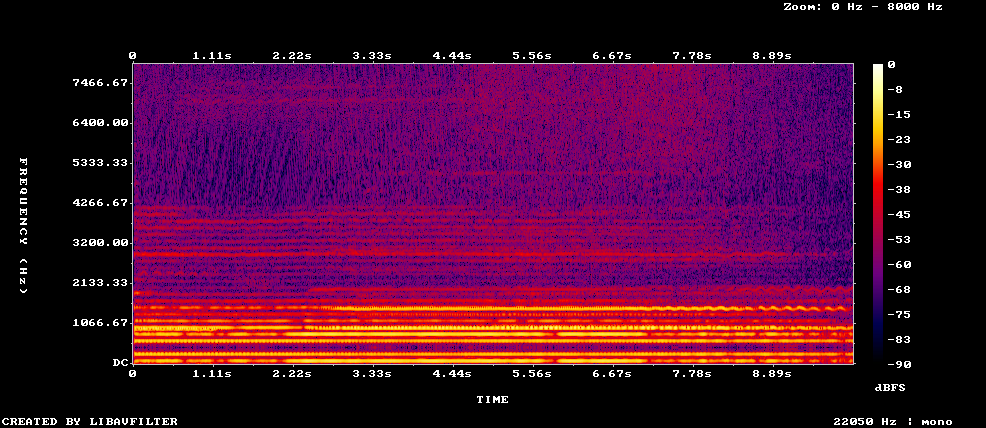 Zoom: 0 Hz - 8000 Hz
0 1.11s 2.22s 3.33s 4.44s 5.56s 6.67s 7.78s 8.89s
7466.67
6400.00
5333.33
4266.67
3200.00
2133.33
1066.67
DC
FREQUENCY (Hz)
0
-8
-15
-23
-30
-38
-45
-53
-60
-68
-75
-83
-90
dBFS
0 1.11s 2.22s 3.33s 4.44s 5.56s 6.67s 7.78s 8.89s
TIME
CREATED BY LIBAVFILTER
22050 Hz | mono